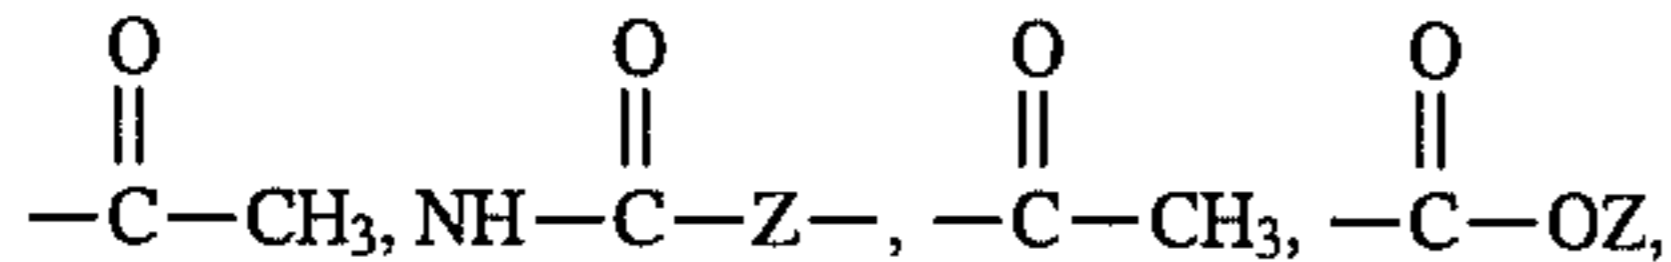 O O O O
—C—CH₃, NH—C—Z—, —C—CH₃, —C—OZ,